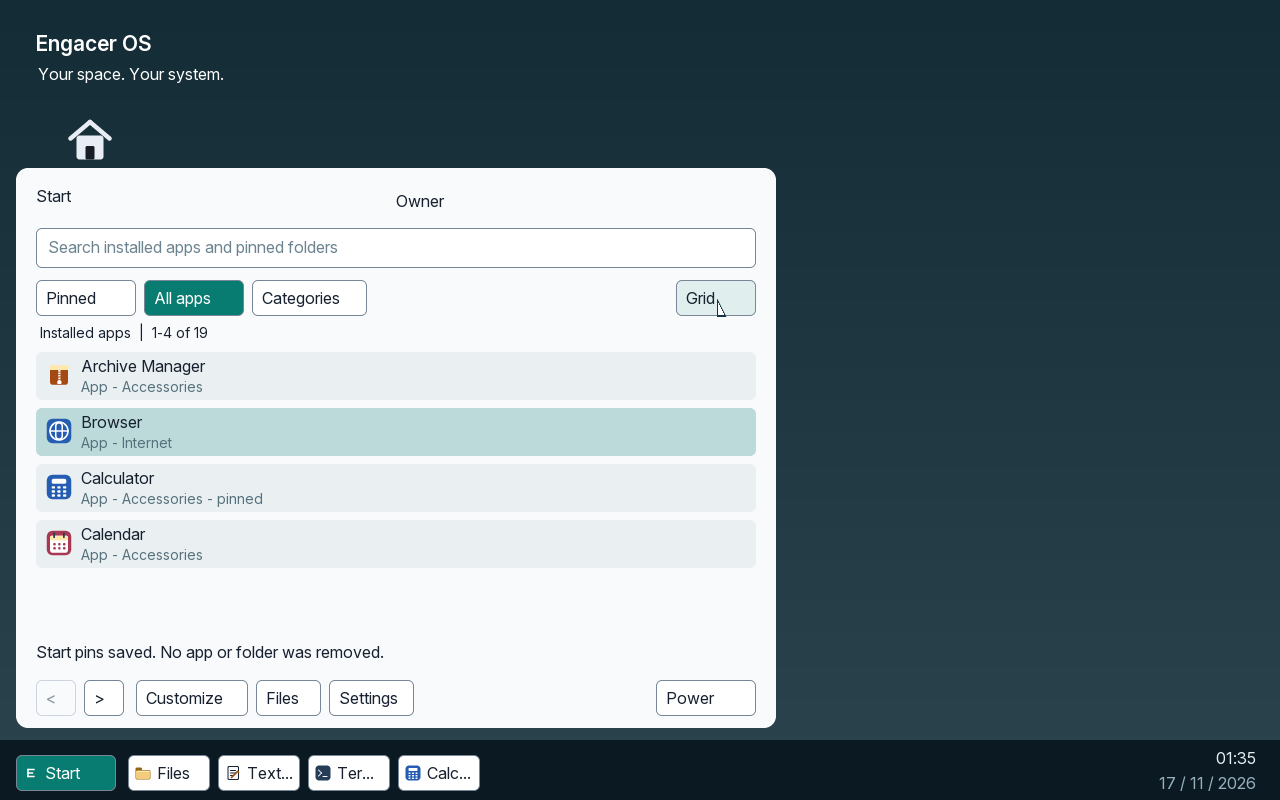 Engacer OS
Your space. Your system.
Start
Owner
Search installed apps and pinned folders
Pinned
All apps
Categories
Grid
Installed apps | 1-4 of 19
Archive Manager
App - Accessories
Browser
App - Internet
Calculator
App - Accessories - pinned
Calendar
App - Accessories
Start pins saved. No app or folder was removed.
<
>
Customize
Files
Settings
Power
E Start
Files
Text...
Ter...
Calc...
01:35
17 / 11 / 2026